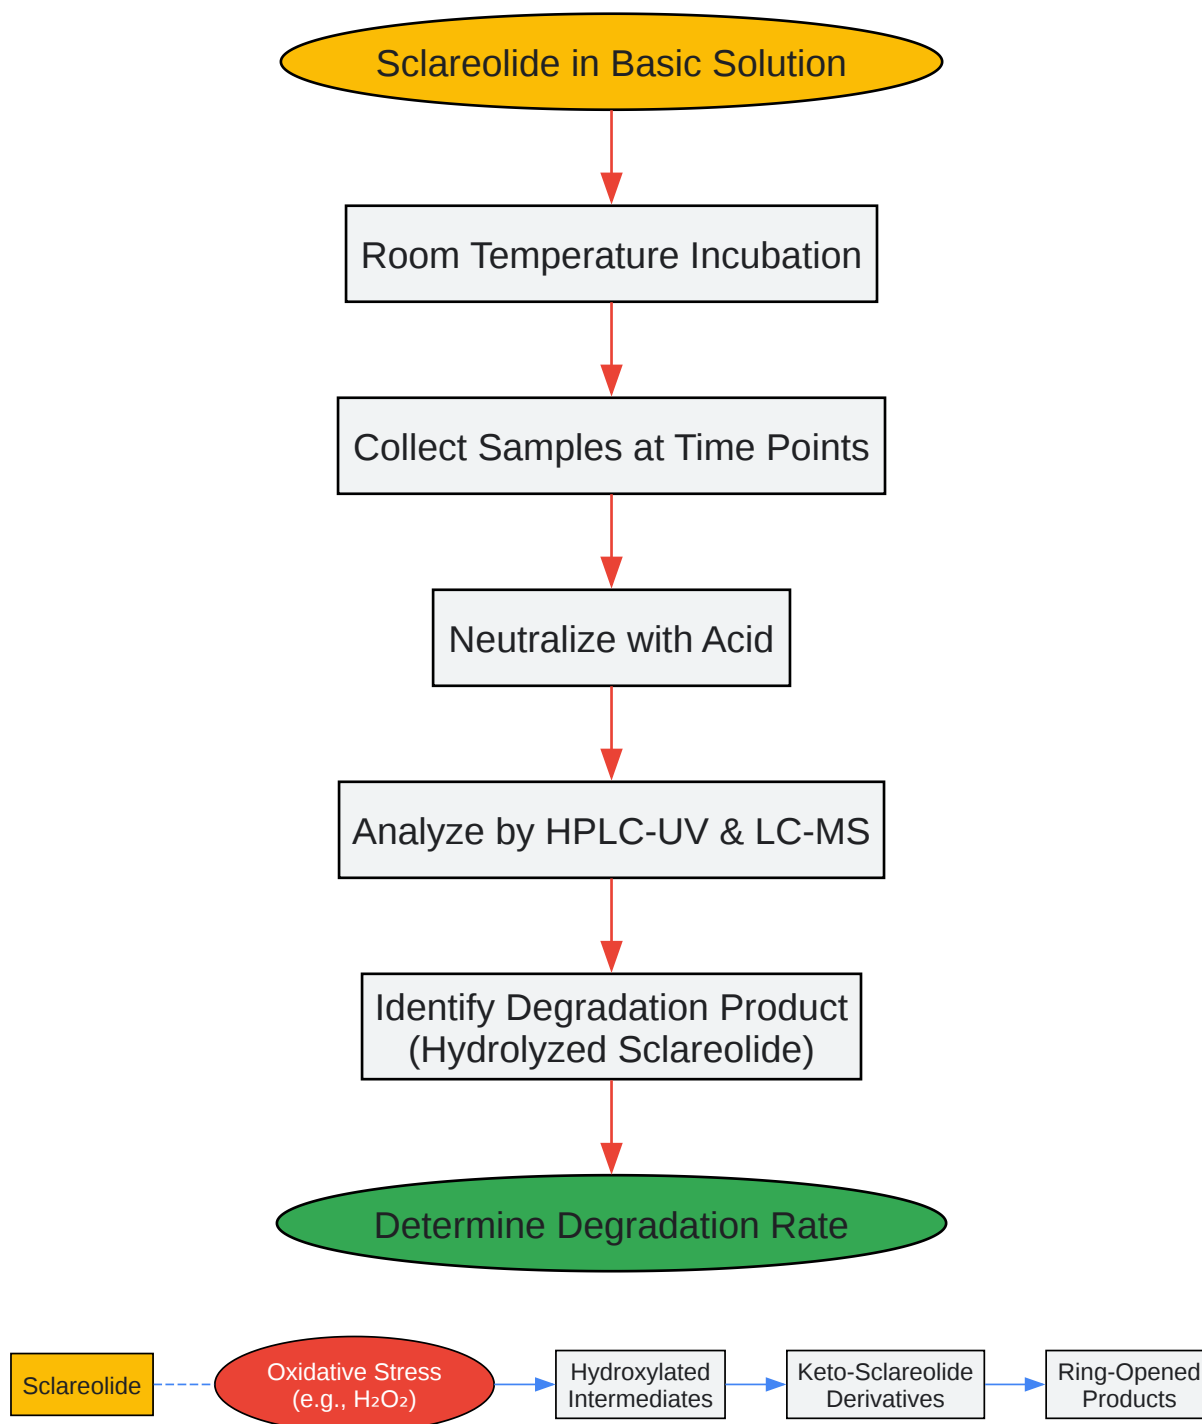 Sclareolide in Basic Solution
Room Temperature Incubation
Collect Samples at Time Points
Neutralize with Acid
Analyze by HPLC-UV & LC-MS
Identify Degradation Product
(Hydrolyzed Sclareolide)
Determine Degradation Rate
Sclareolide
Oxidative Stress
(e.g., H₂O₂)
Hydroxylated
Intermediates
Keto-Sclareolide
Derivatives
Ring-Opened
Products